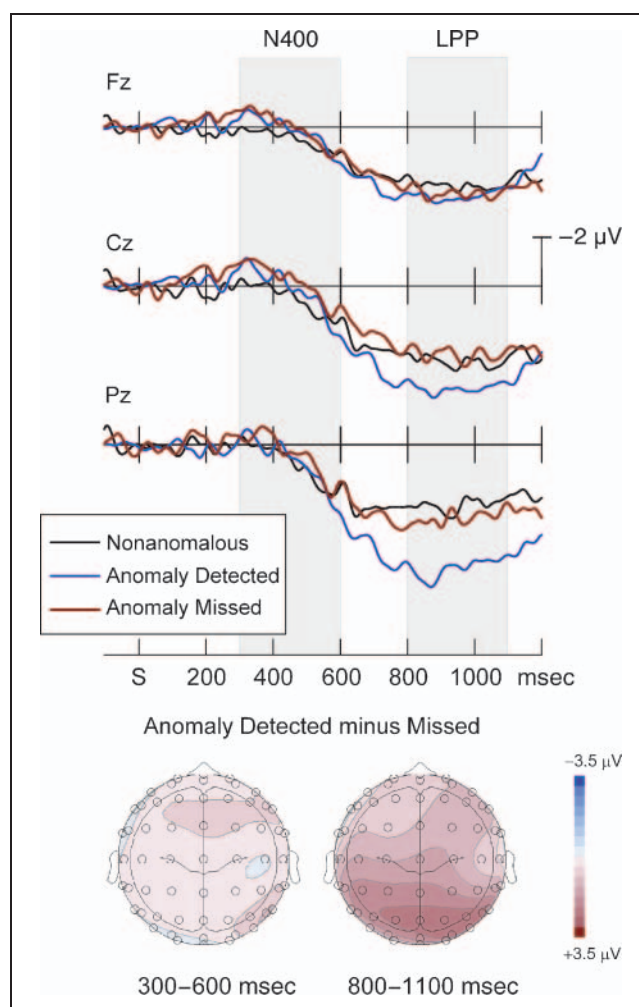 N400 LPP
Fz
Cz
−2 µV
Pz
Nonanomalous
Anomaly Detected
Anomaly Missed
S 200 400 600 800 1000 msec
Anomaly Detected minus Missed
−3.5 µV
+3.5 µV
300–600 msec 800–1100 msec